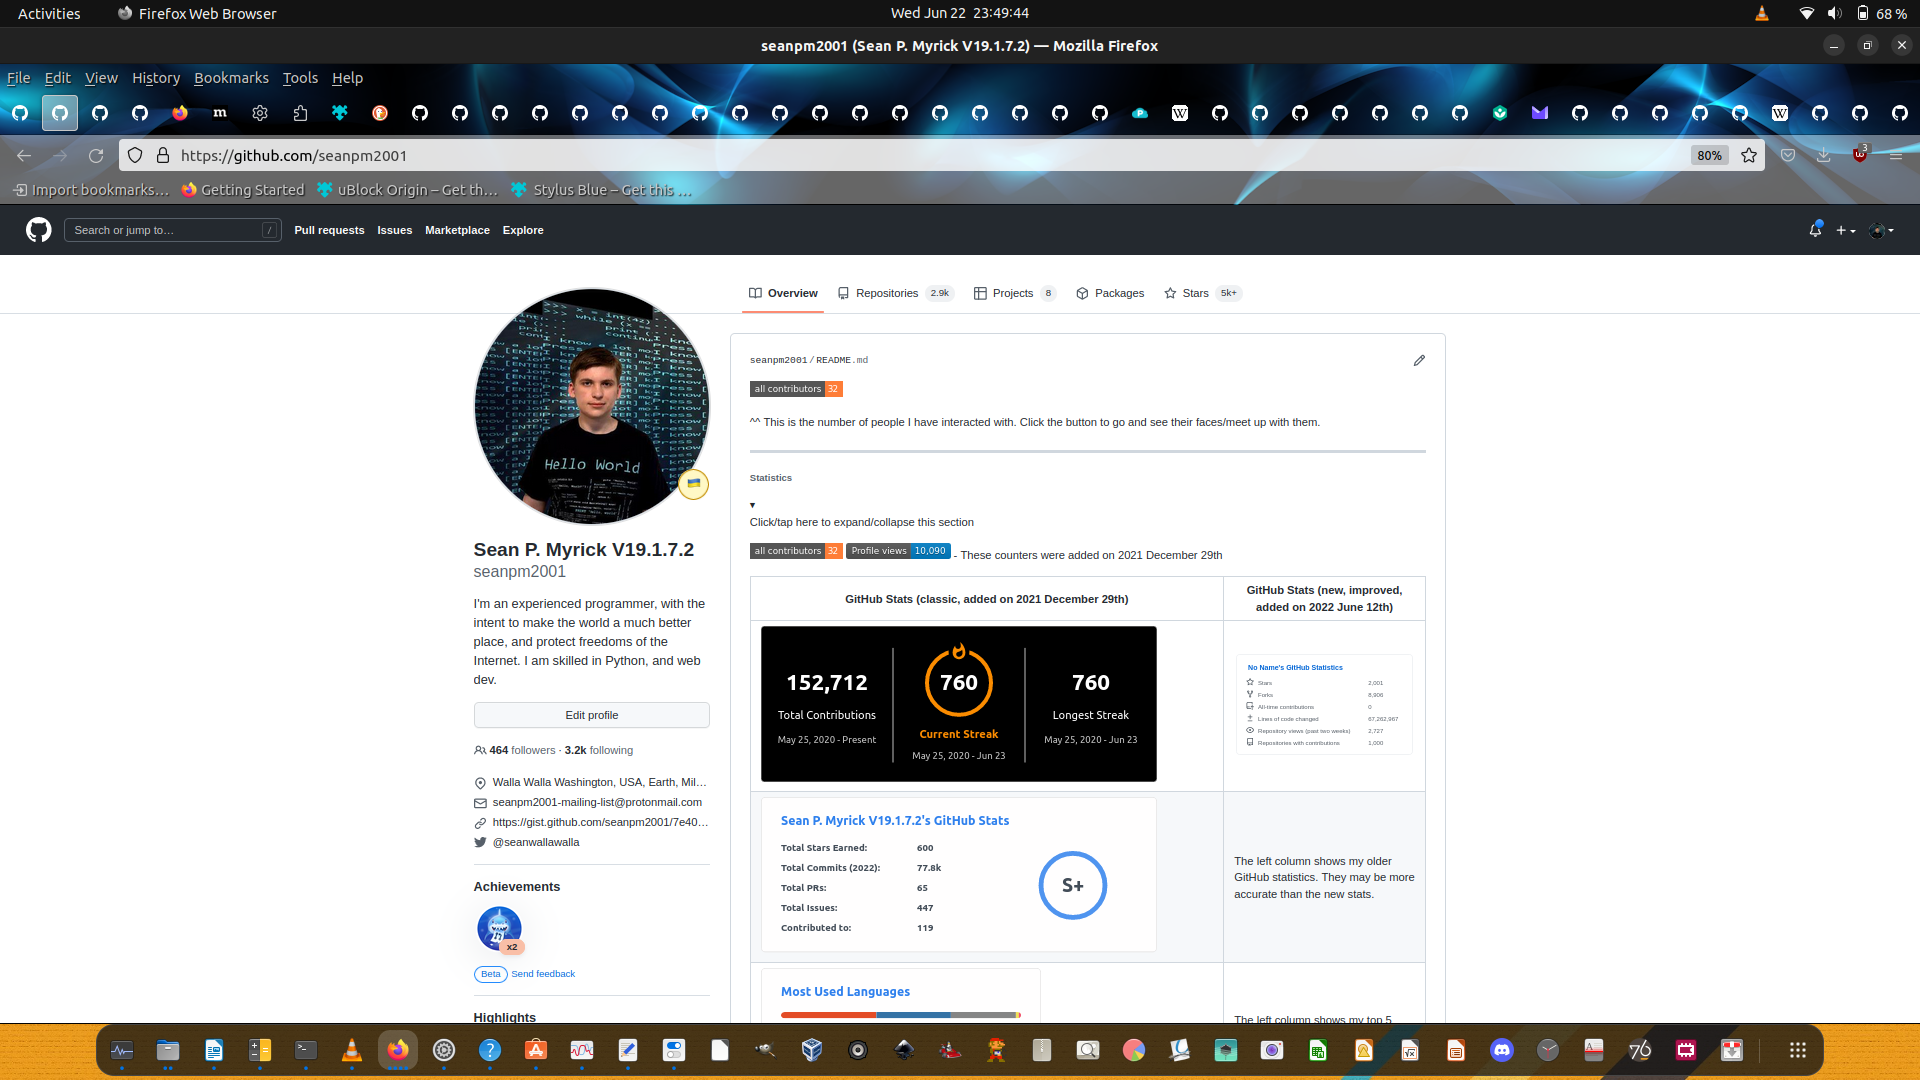 Activities
Firefox Web Browser
Wed Jun 22 23:49:44
68 %
seanpm2001 (Sean P. Myrick V19.1.7.2) — Mozilla Firefox
File Edit View History Bookmarks Tools Help
https://github.com/seanpm2001
80%
3
Import bookmarks… Getting Started uBlock Origin – Get th… Stylus Blue – Get this …
Search or jump to… /
Pull requests Issues Marketplace Explore
Overview Repositories 2.9k Projects 8 Packages Stars 5k+
Hello World
seanpm2001/README.md
all contributors 32
^^ This is the number of people I have interacted with. Click the button to go and see their faces/meet up with them.
Statistics
▾
Click/tap here to expand/collapse this section
all contributors 32 Profile views 10,090 - These counters were added on 2021 December 29th
Sean P. Myrick V19.1.7.2
seanpm2001
I'm an experienced programmer, with the
intent to make the world a much better
place, and protect freedoms of the
Internet. I am skilled in Python, and web
dev.
Edit profile
464 followers · 3.2k following
Walla Walla Washington, USA, Earth, Mil…
seanpm2001-mailing-list@protonmail.com
https://gist.github.com/seanpm2001/7e40…
@seanwallawalla
Achievements
x2
Beta Send feedback
Highlights
GitHub Stats (classic, added on 2021 December 29th)
GitHub Stats (new, improved,
added on 2022 June 12th)
152,712
Total Contributions
May 25, 2020 - Present
760
Current Streak
May 25, 2020 - Jun 23
760
Longest Streak
May 25, 2020 - Jun 23
No Name's GitHub Statistics
Stars 2,001
Forks 8,906
All-time contributions 0
Lines of code changed 67,262,967
Repository views (past two weeks) 2,727
Repositories with contributions 1,000
Sean P. Myrick V19.1.7.2's GitHub Stats
Total Stars Earned: 600
Total Commits (2022): 77.8k
Total PRs: 65
Total Issues: 447
Contributed to: 119
S+
The left column shows my older
GitHub statistics. They may be more
accurate than the new stats.
Most Used Languages
The left column shows my top 5